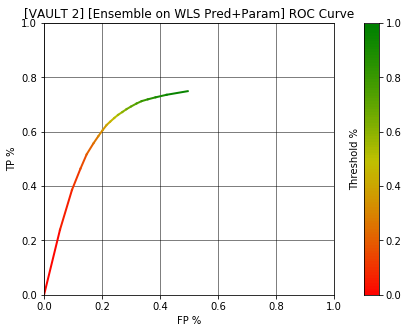 [VAULT 2] [Ensemble on WLS Pred+Param] ROC Curve
1.0
0.8
0.6
0.4
0.2
0.0
TP %
0.0 0.2 0.4 0.6 0.8 1.0
FP %
1.0
0.8
0.6
0.4
0.2
0.0
Threshold %